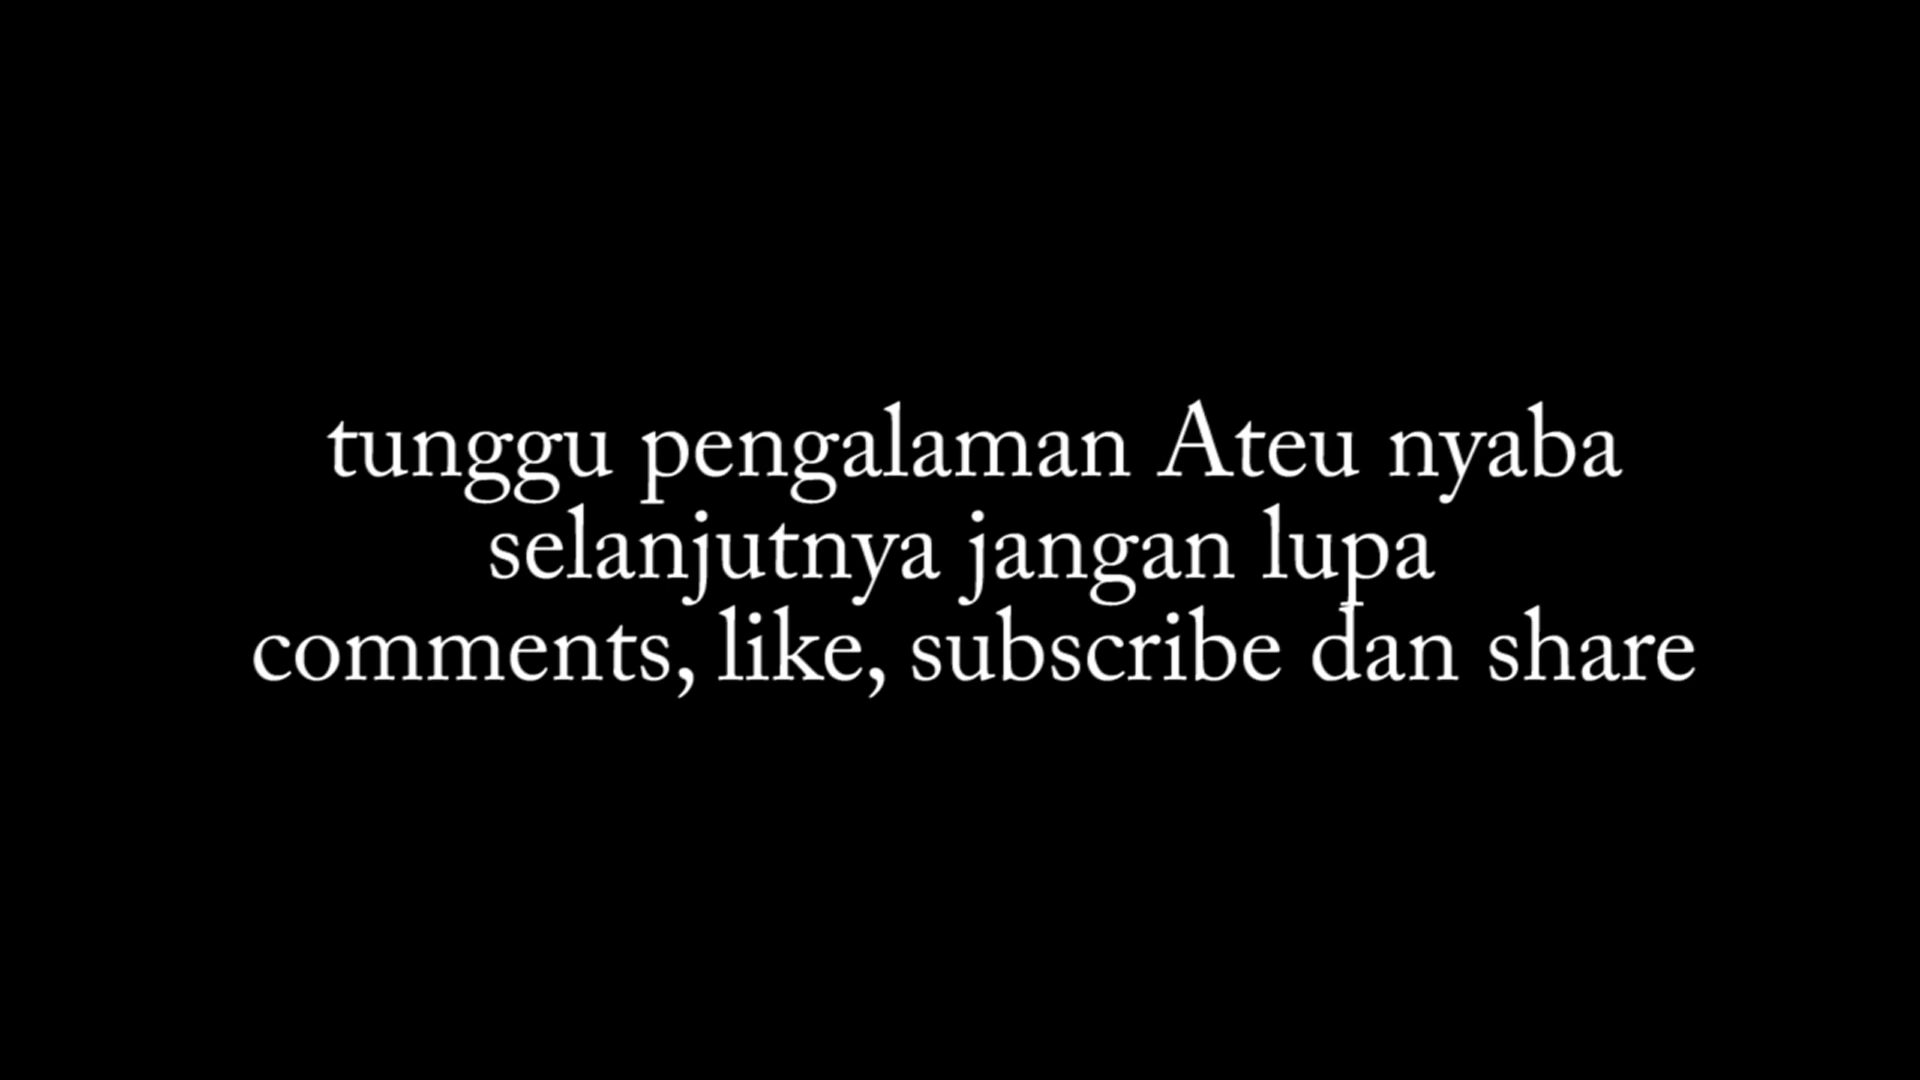 tunggu pengalaman Ateu nyaba
selanjutnya jangan lupa
comments, like, subscribe dan share